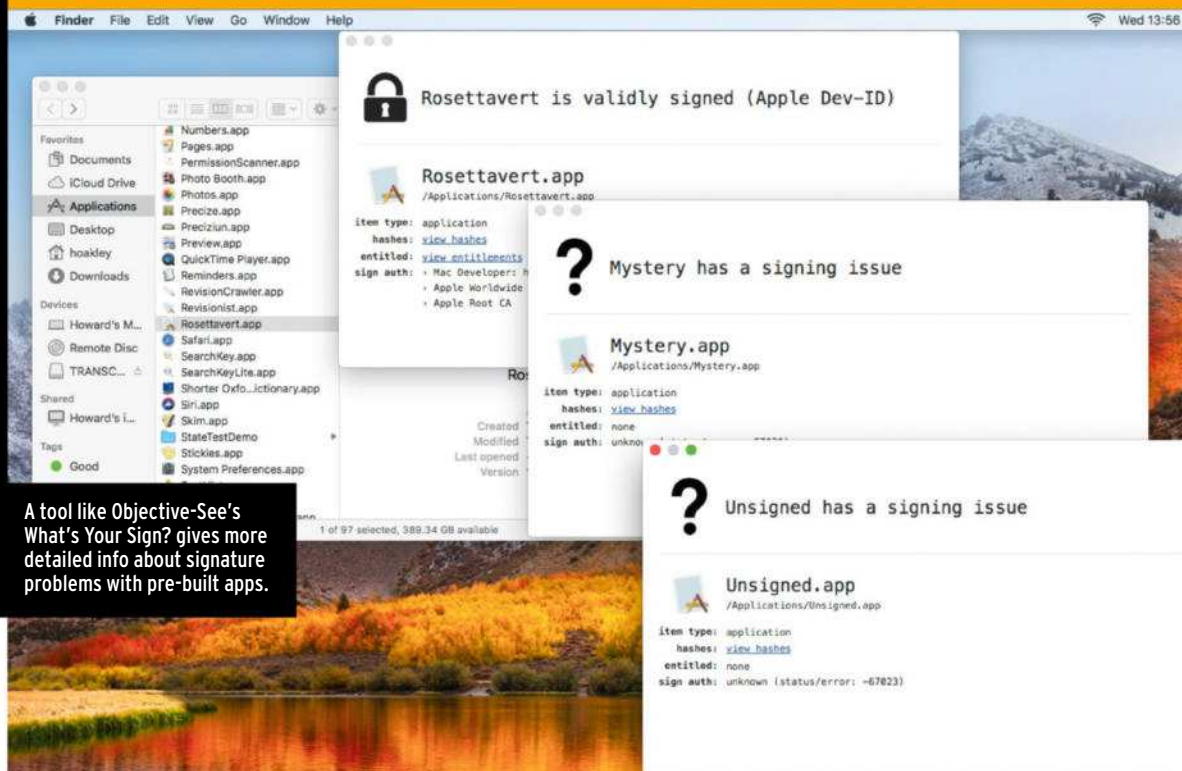 Finder File Edit View Go Window Help
Wed 13:56
Favorites
Documents
iCloud Drive
Applications
Desktop
hoakley
Downloads
Devices
Howard's M...
Remote Disc
TRANSC...
Shared
Howard's i...
Tags
Good
Numbers.app
Pages.app
PermissionScanner.app
Photo Booth.app
Photos.app
Precize.app
Preciziun.app
Preview.app
QuickTime Player.app
Reminders.app
RevisionCrawler.app
Revisionist.app
Rosettavert.app
Safari.app
SearchKey.app
SearchKeyLite.app
Shorter Oxfo...ictionary.app
Siri.app
Skim.app
StateTestDemo
Stickies.app
System Preferences.app
Created
Modified
Last opened
Version
1 of 97 selected, 389.34 GB available
Rosettavert is validly signed (Apple Dev-ID)
Rosettavert.app
/Applications/Rosettavert.app
item type: application
hashes: view hashes
entitled: view entitlements
sign auth: › Mac Developer: h
› Apple Worldwide
› Apple Root CA
Mystery has a signing issue
Mystery.app
/Applications/Mystery.app
item type: application
hashes: view hashes
entitled: none
sign auth:
Unsigned has a signing issue
Unsigned.app
/Applications/Unsigned.app
item type: application
hashes: view hashes
entitled: none
sign auth: unknown (status/error: -67023)
A tool like Objective-See's
What's Your Sign? gives more
detailed info about signature
problems with pre-built apps.